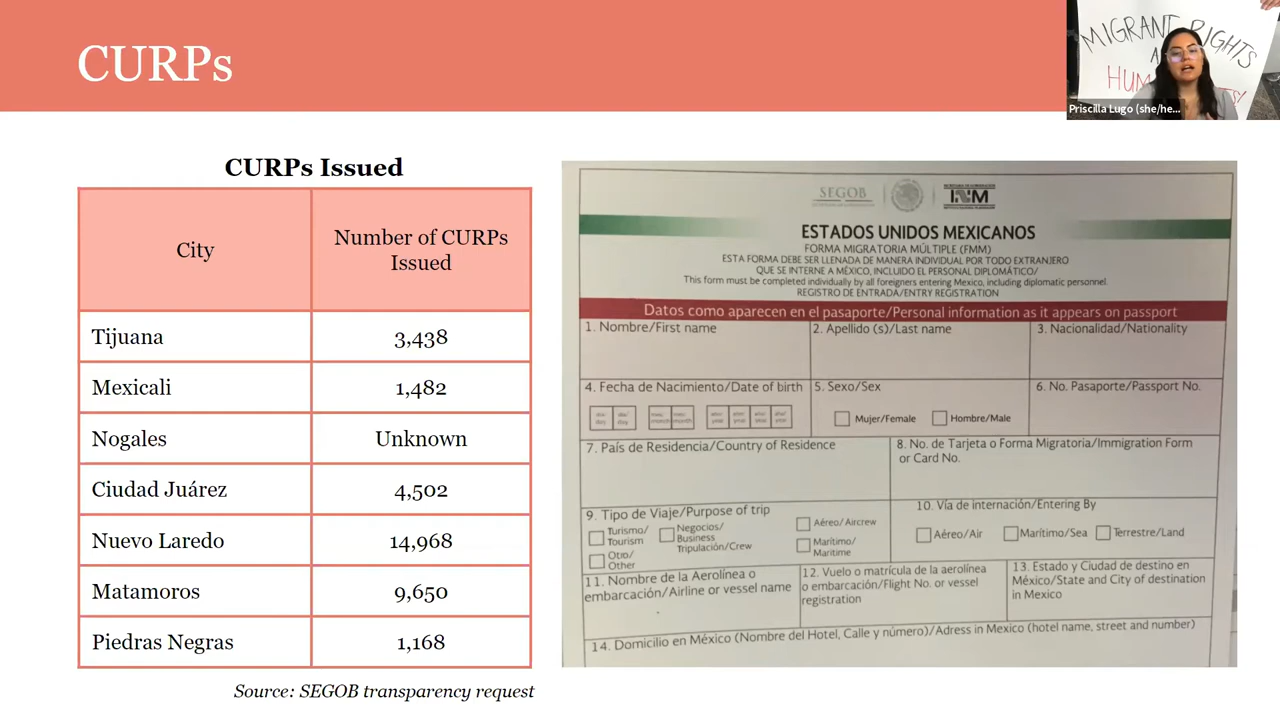 CURPs
MIGRANT RIGHTS
A
HUM
Priscilla Lugo (she/he...
CURPs Issued
City
Number of CURPs
Issued
Tijuana
3,438
Mexicali
1,482
Nogales
Unknown
Ciudad Juárez
4,502
Nuevo Laredo
14,968
Matamoros
9,650
Piedras Negras
1,168
Source: SEGOB transparency request
SEGOB
INM
ESTADOS UNIDOS MEXICANOS
FORMA MIGRATORIA MÚLTIPLE (FMM)
ESTA FORMA DEBE SER LLENADA DE MANERA INDIVIDUAL POR TODO EXTRANJERO
QUE SE INTERNE A MÉXICO, INCLUIDO EL PERSONAL DIPLOMÁTICO/
This form must be completed individually by all foreigners entering Mexico, including diplomatic personnel.
REGISTRO DE ENTRADA/ENTRY REGISTRATION
Datos como aparecen en el pasaporte/Personal information as it appears on passport
1. Nombre/First name
2. Apellido (s)/Last name
3. Nacionalidad/Nationality
4. Fecha de Nacimiento/Date of birth
5. Sexo/Sex
6. No. Pasaporte/Passport No.
Mujer/Female
Hombre/Male
7. País de Residencia/Country of Residence
8. No. de Tarjeta o Forma Migratoria/Immigration Form
or Card No.
9. Tipo de Viaje/Purpose of trip
Turismo/
Tourism
Negocios/
Business
Tripulación/Crew
Aéreo/Aircrew
Otro/
Other
Marítimo/
Maritime
10. Vía de internación/Entering By
Aéreo/Air
Marítimo/Sea
Terrestre/Land
11. Nombre de la Aerolínea o
embarcación/Airline or vessel name
12. Vuelo o matrícula de la aerolínea
o embarcación/Flight No. or vessel
registration
13. Estado y Ciudad de destino en
México/State and City of destination
in Mexico
14. Domicilio en México (Nombre del Hotel, Calle y número)/Adress in Mexico (hotel name, street and number)